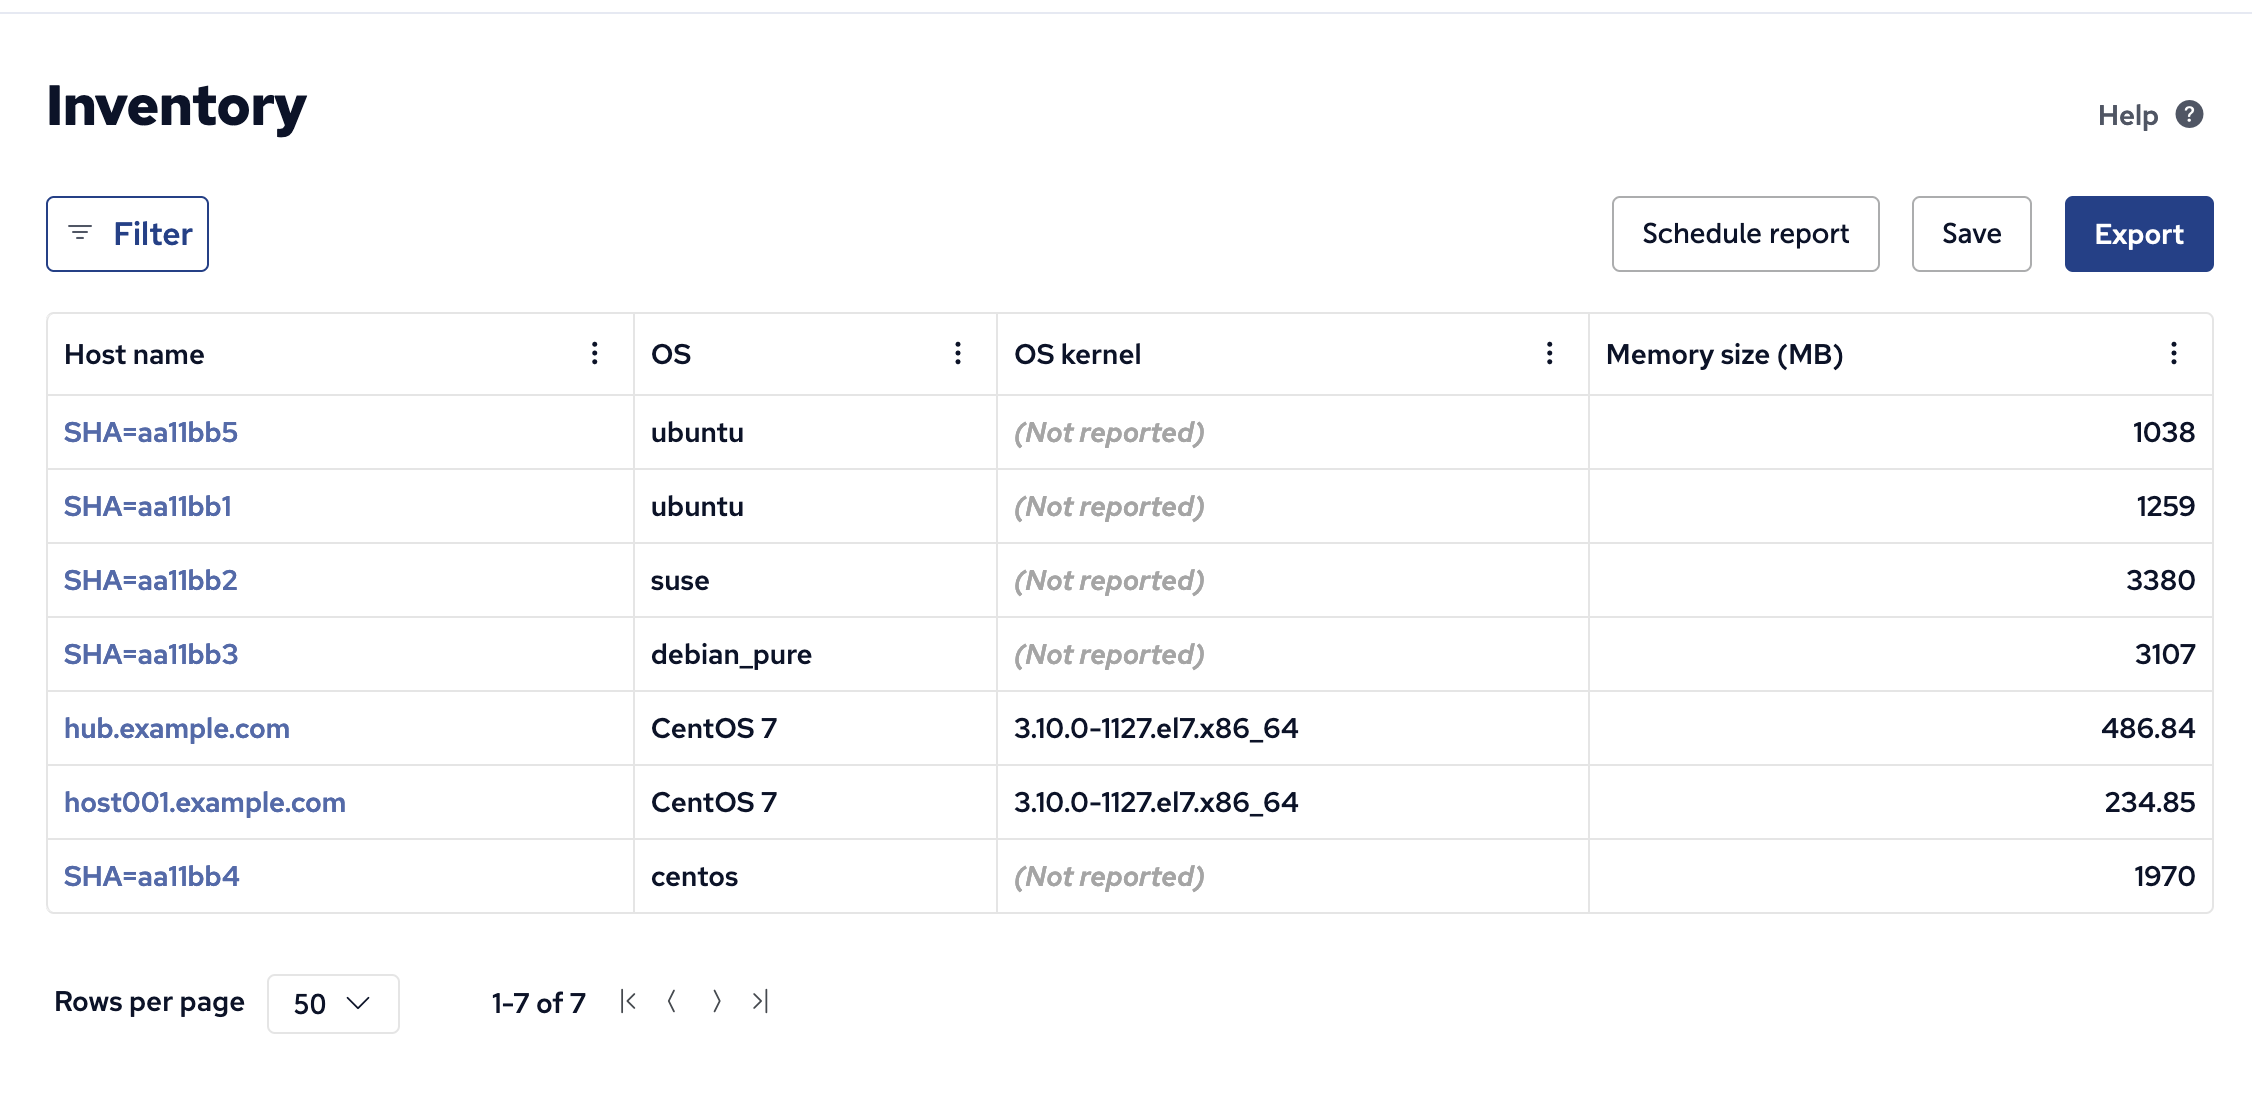 Inventory
Help ?
Filter
Schedule report Save Export
Host name OS OS kernel Memory size (MB)
SHA=aa11bb5 ubuntu (Not reported) 1038
SHA=aa11bb1 ubuntu (Not reported) 1259
SHA=aa11bb2 suse (Not reported) 3380
SHA=aa11bb3 debian_pure (Not reported) 3107
hub.example.com CentOS 7 3.10.0-1127.el7.x86_64 486.84
host001.example.com CentOS 7 3.10.0-1127.el7.x86_64 234.85
SHA=aa11bb4 centos (Not reported) 1970
Rows per page 50 1-7 of 7